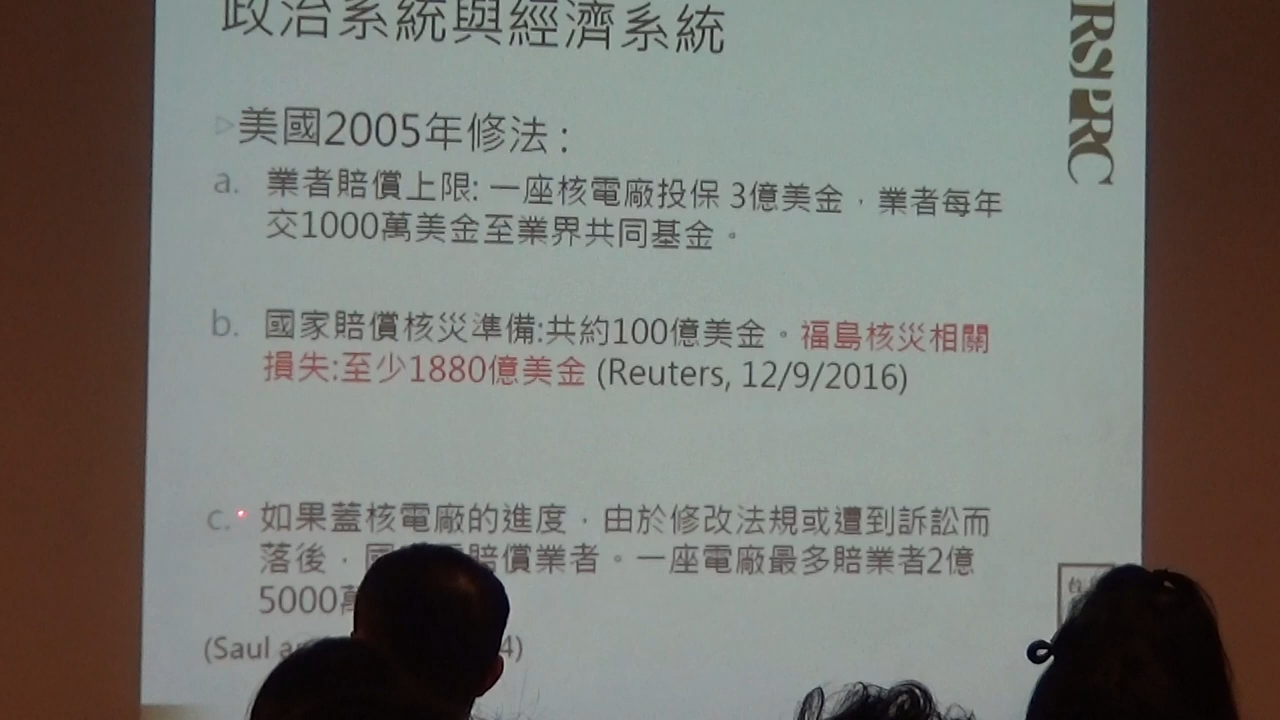 政治系統與經濟系統
RSPRC
美國2005年修法:
a. 業者賠償上限: 一座核電廠投保 3億美金，業者每年
交1000萬美金至業界共同基金。
b. 國家賠償核災準備:共約100億美金。福島核災相關
損失:至少1880億美金 (Reuters, 12/9/2016)
c. 如果蓋核電廠的進度，由於修改法規或遭到訴訟而
落後， 賠償業者。一座電廠最多賠業者2億
5000萬
(Saul 4)